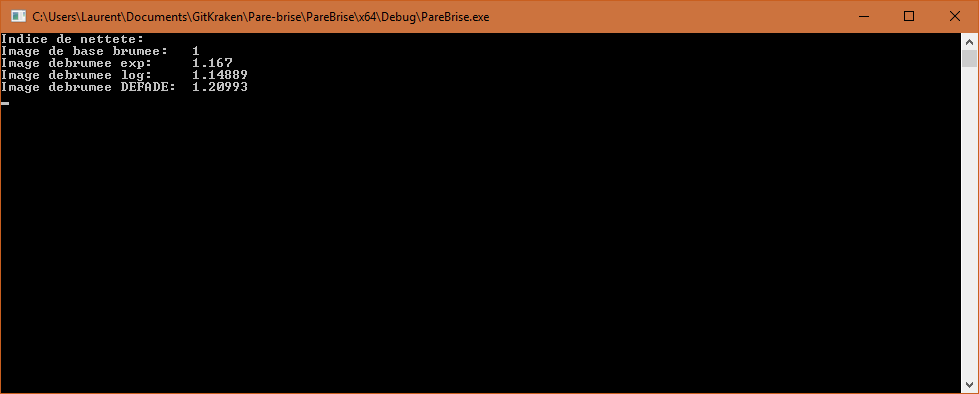 C:\Users\Laurent\Documents\GitKraken\Pare-brise\PareBrise\x64\Debug\PareBrise.exe
Indice de nettete:
Image de base brumee:   1
Image debrumee exp:     1.167
Image debrumee log:     1.14889
Image debrumee DEFADE:  1.20993